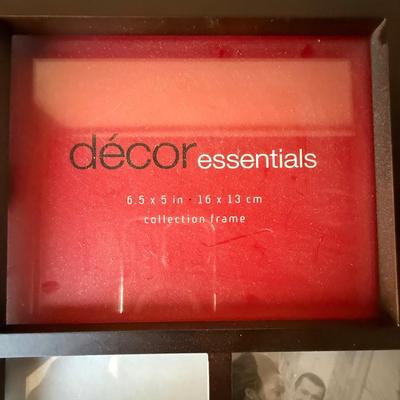 décor essentials
6.5 x 5 in · 16 x 13 cm
collection frame